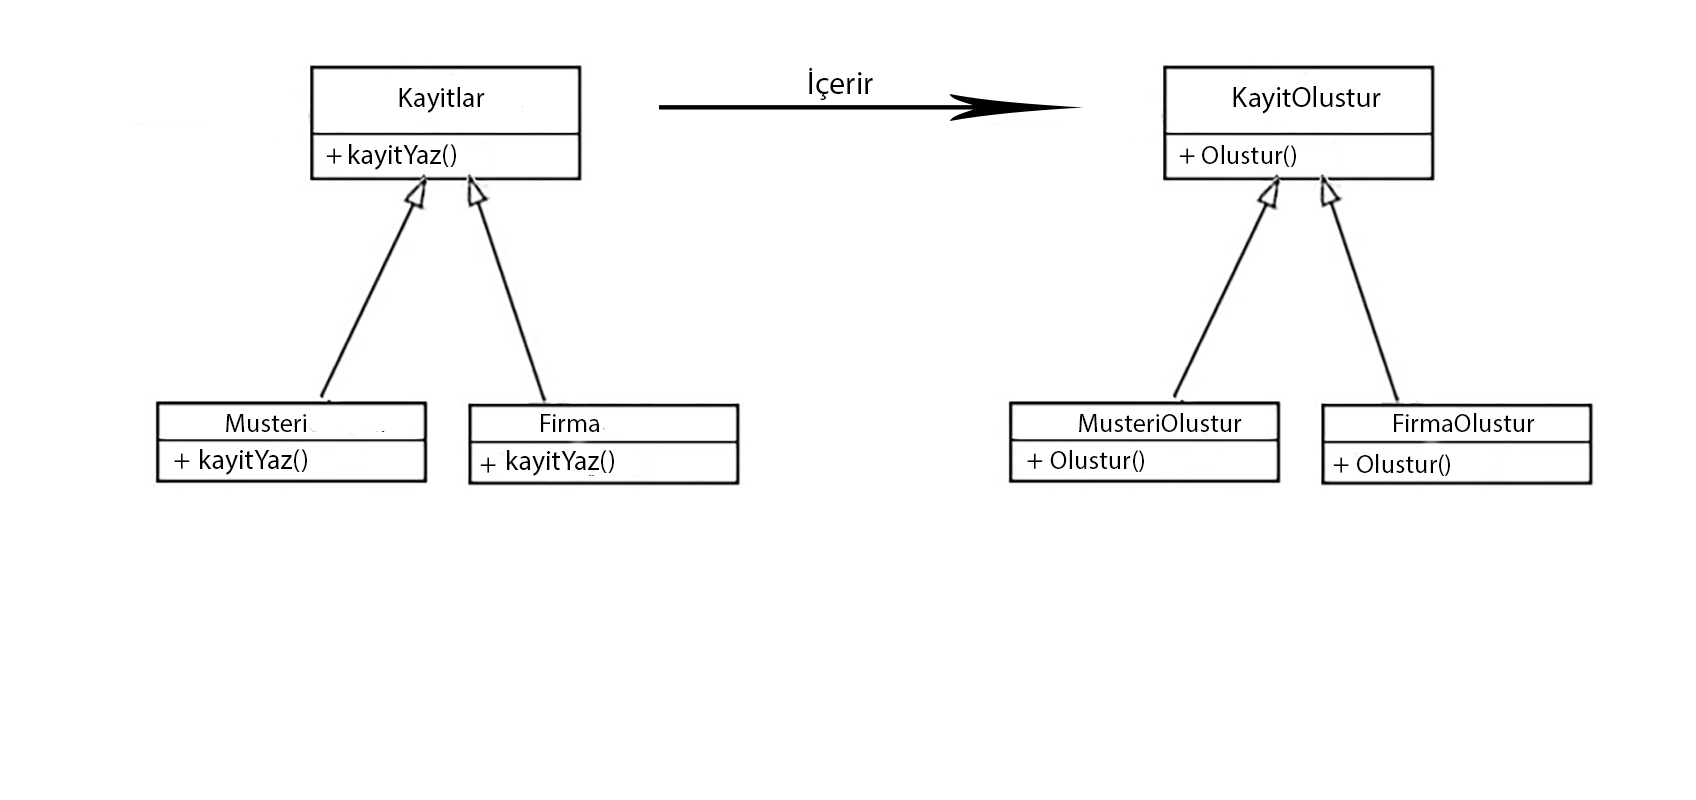 Kayitlar
+ kayitYaz()
İçerir
KayitOlustur
+ Olustur()
Musteri
+ kayitYaz()
Firma
+ kayitYaz()
MusteriOlustur
+ Olustur()
FirmaOlustur
+ Olustur()